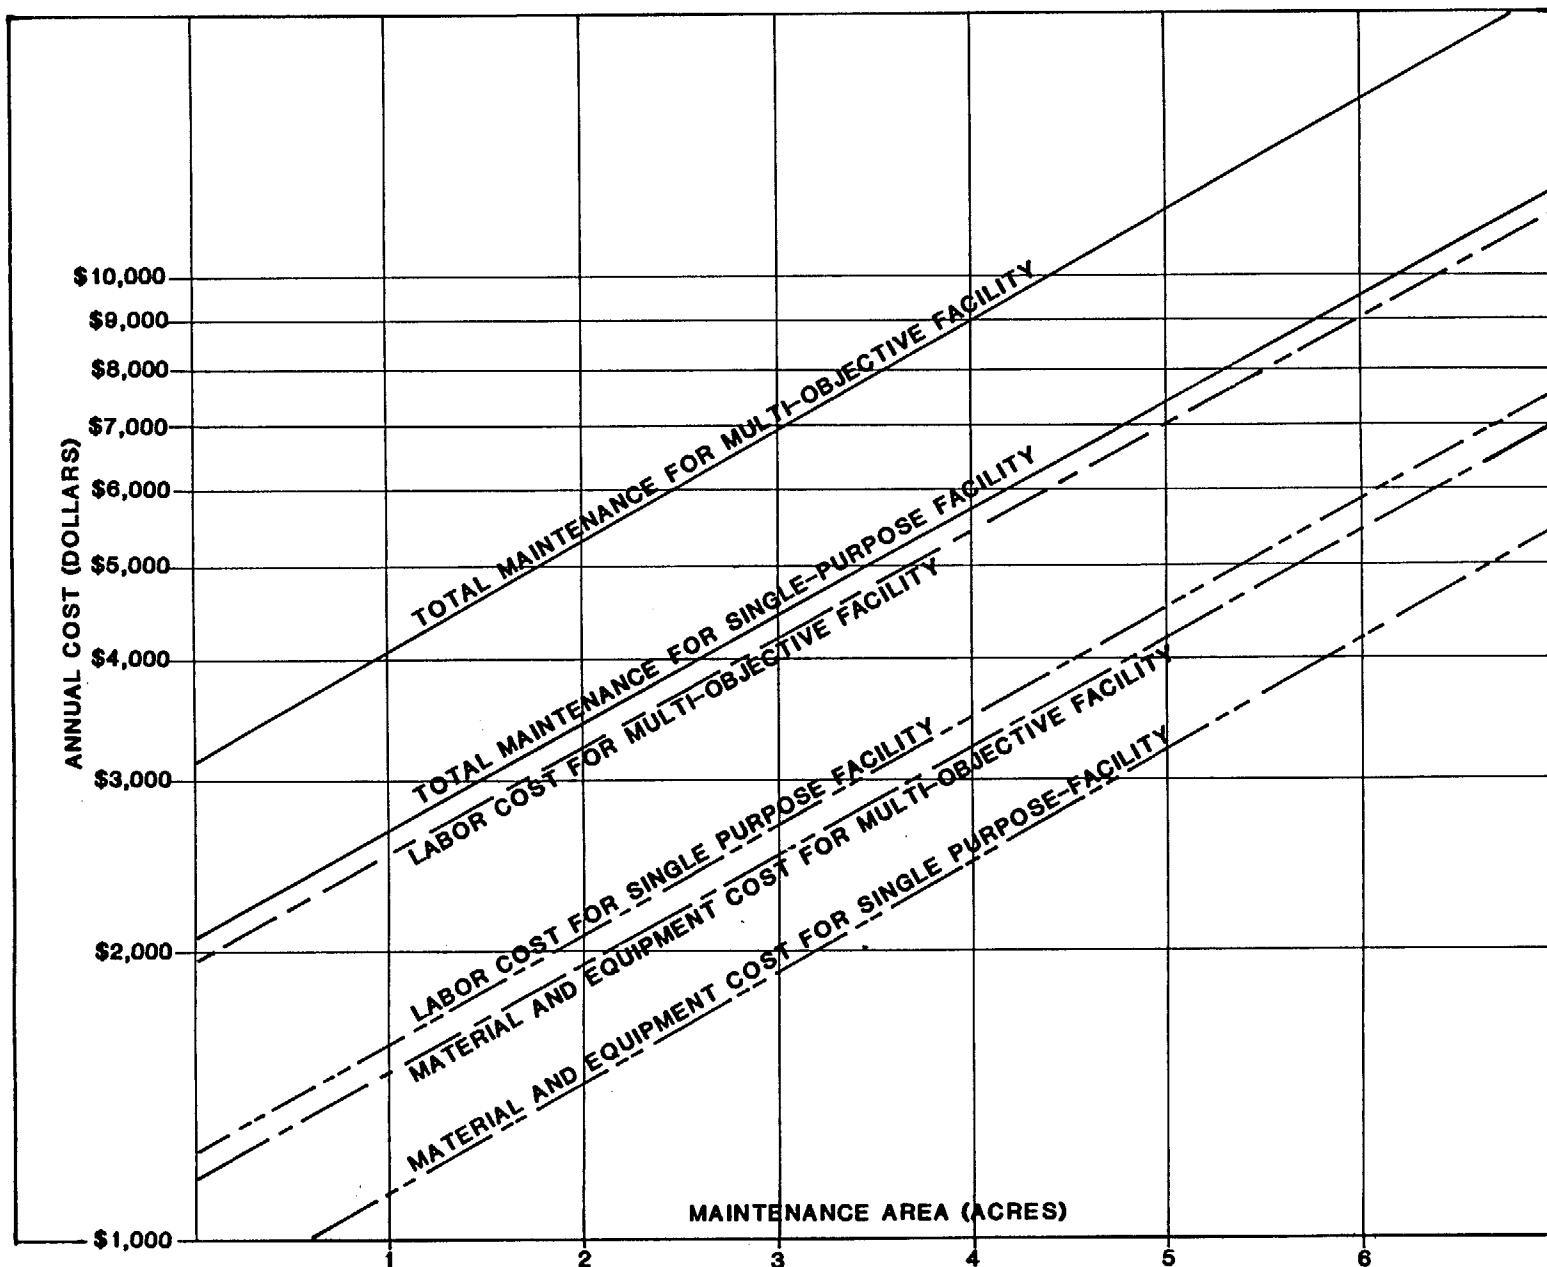 $10,000
$9,000
$8,000
$7,000
$6,000
$5,000
$4,000
$3,000
$2,000
$1,000
ANNUAL COST (DOLLARS)
TOTAL MAINTENANCE FOR MULTI-OBJECTIVE FACILITY
TOTAL MAINTENANCE FOR SINGLE-PURPOSE FACILITY
LABOR COST FOR MULTI-OBJECTIVE FACILITY
LABOR COST FOR SINGLE PURPOSE FACILITY
MATERIAL AND EQUIPMENT COST FOR MULTI-OBJECTIVE FACILITY
MATERIAL AND EQUIPMENT COST FOR SINGLE PURPOSE-FACILITY
MAINTENANCE AREA (ACRES)
1 2 3 4 5 6